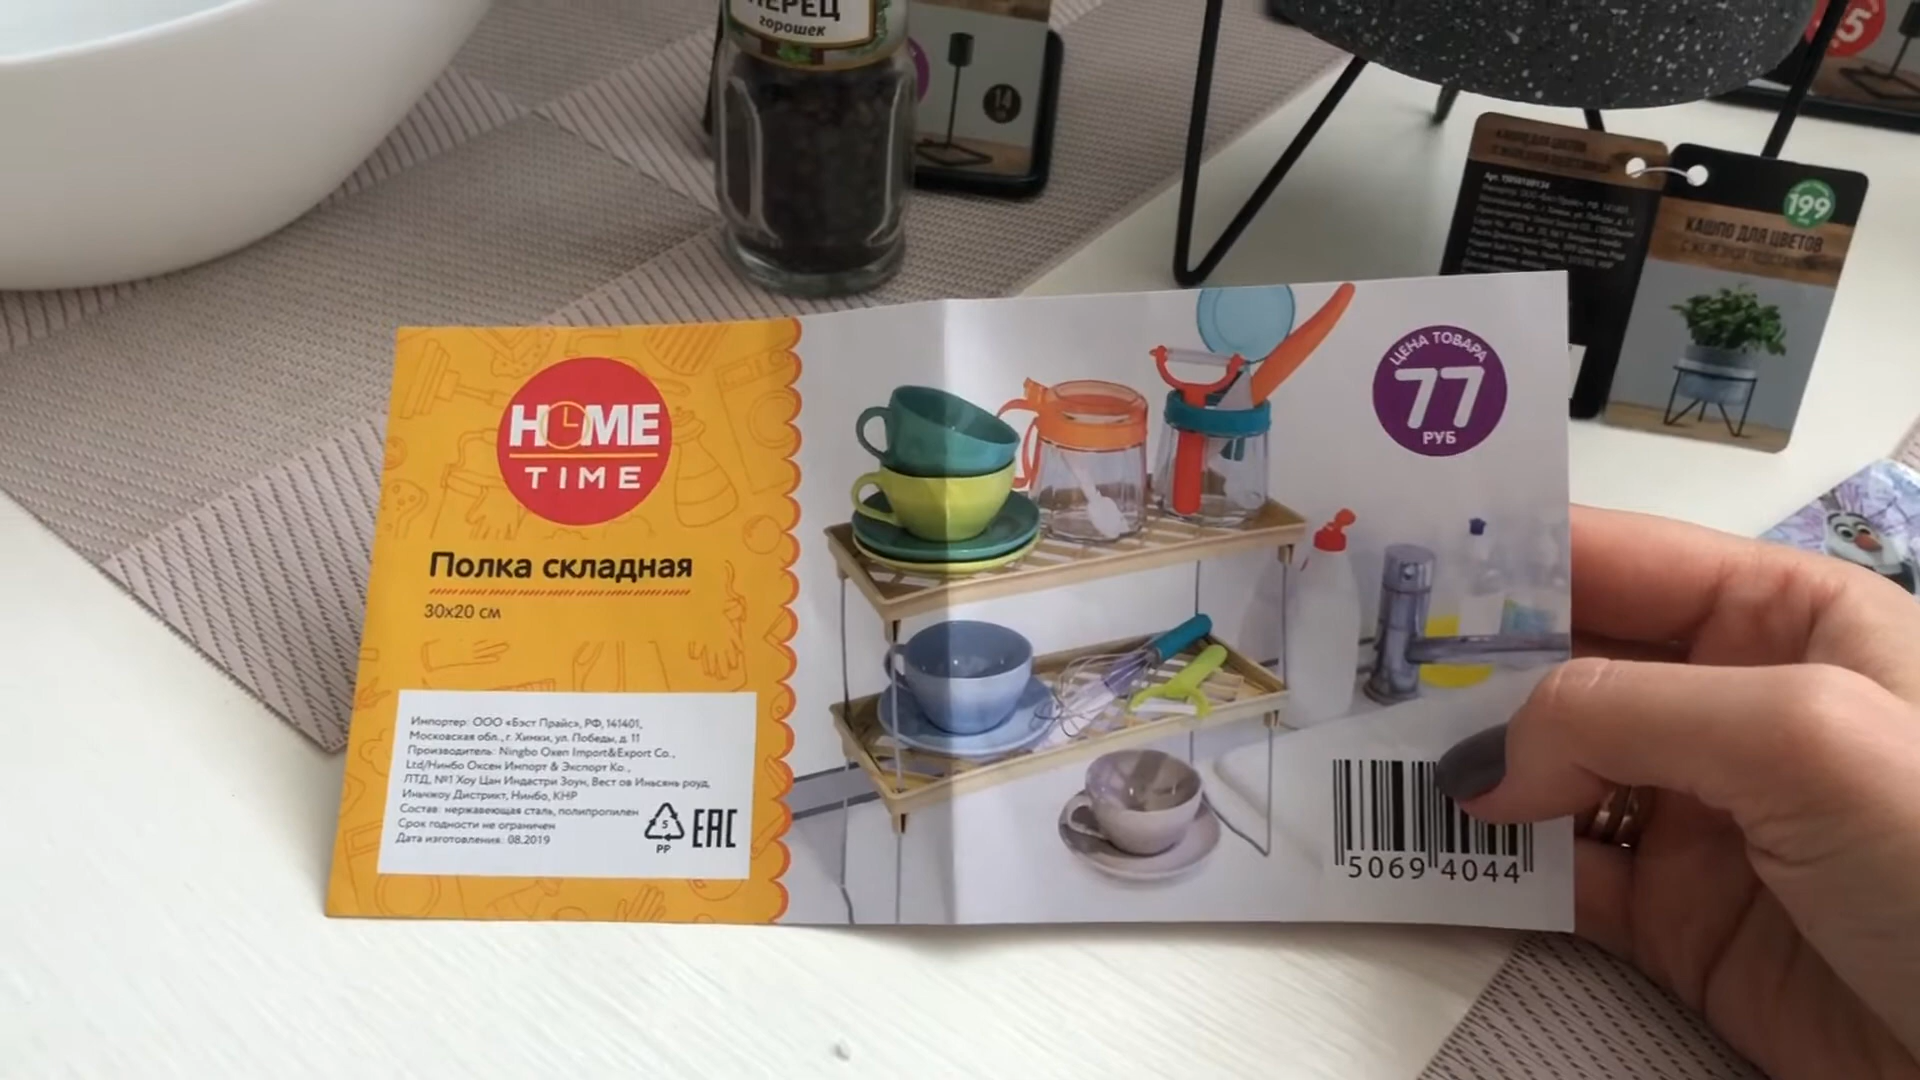 ПЕРЕЦ
горошек
14
199
КАШПО ДЛЯ ЦВЕТОВ
HOME
TIME
Полка складная
30х20 см
Импортер: ООО «Бэст Прайс», РФ, 141401,
Московская обл., г. Химки, ул. Победы, д. 11
Производитель: Ningbo Oxen Import&Export Co.,
Ltd/Нинбо Оксен Импорт & Экспорт Ко.,
ЛТД, №1 Хоу Цан Индастри Зоун, Вест ов Иньсянь роуд,
Иньчжоу Дистрикт, Нинбо, КНР
Состав: нержавеющая сталь, полипропилен
Срок годности не ограничен
Дата изготовления: 08.2019
5
PP
EAC
ЦЕНА ТОВАРА
77
РУБ
5069 4044